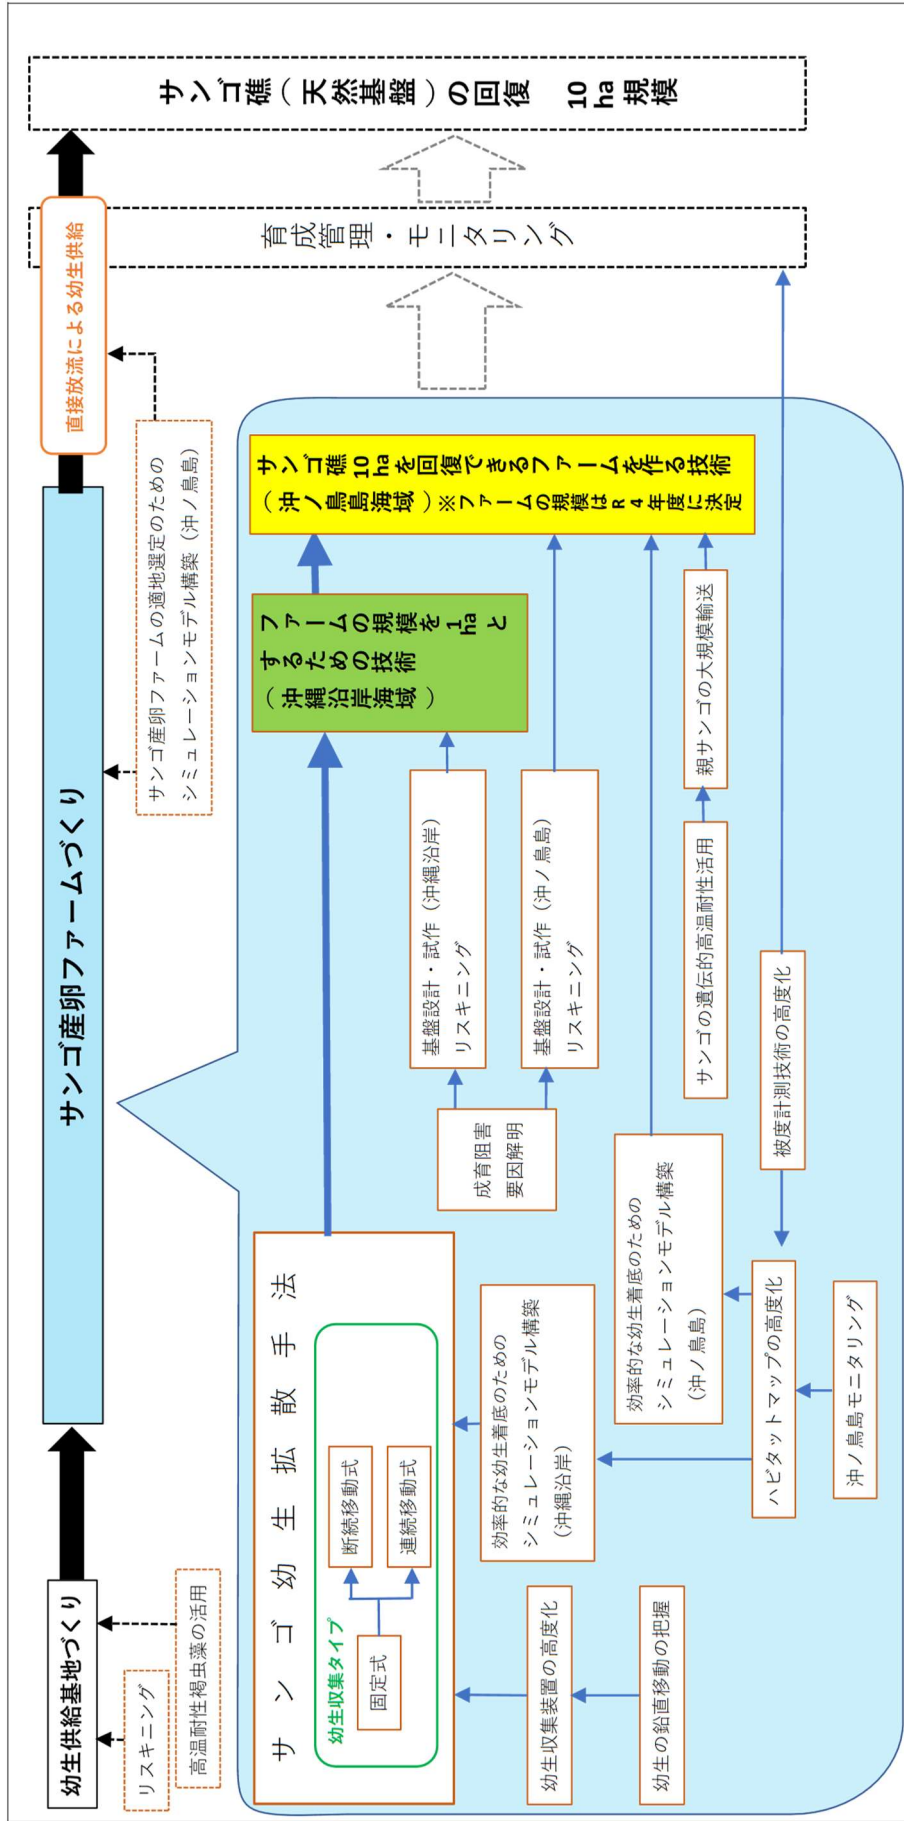 幼生供給基地づくり
サンゴ産卵ファームづくり
直接放流による幼生供給
サンゴ礁（天然基盤）の回復　10 ha 規模
リスキニング
高温耐性褐虫藻の活用
サンゴ産卵ファームの適地選定のための
シミュレーションモデル構築（沖ノ鳥島）
育成管理・モニタリング
サンゴ幼生拡散手法
幼生収集タイプ
固定式
断続移動式
連続移動式
ファームの規模を 1 ha と
するための技術
（沖縄沿岸海域）
サンゴ礁 10 ha を回復できるファームを作る技術
（沖ノ鳥島海域）※ファームの規模はR4年度に決定
成育阻害
要因解明
基盤設計・試作（沖縄沿岸）
リスキニング
基盤設計・試作（沖ノ鳥島）
リスキニング
幼生収集装置の高度化
幼生の鉛直移動の把握
効率的な幼生着底のための
シミュレーションモデル構築
（沖縄沿岸）
効率的な幼生着底のための
シミュレーションモデル構築
（沖ノ鳥島）
サンゴの遺伝的高温耐性活用
親サンゴの大規模輸送
ハビタットマップの高度化
被度計測技術の高度化
沖ノ鳥島モニタリング